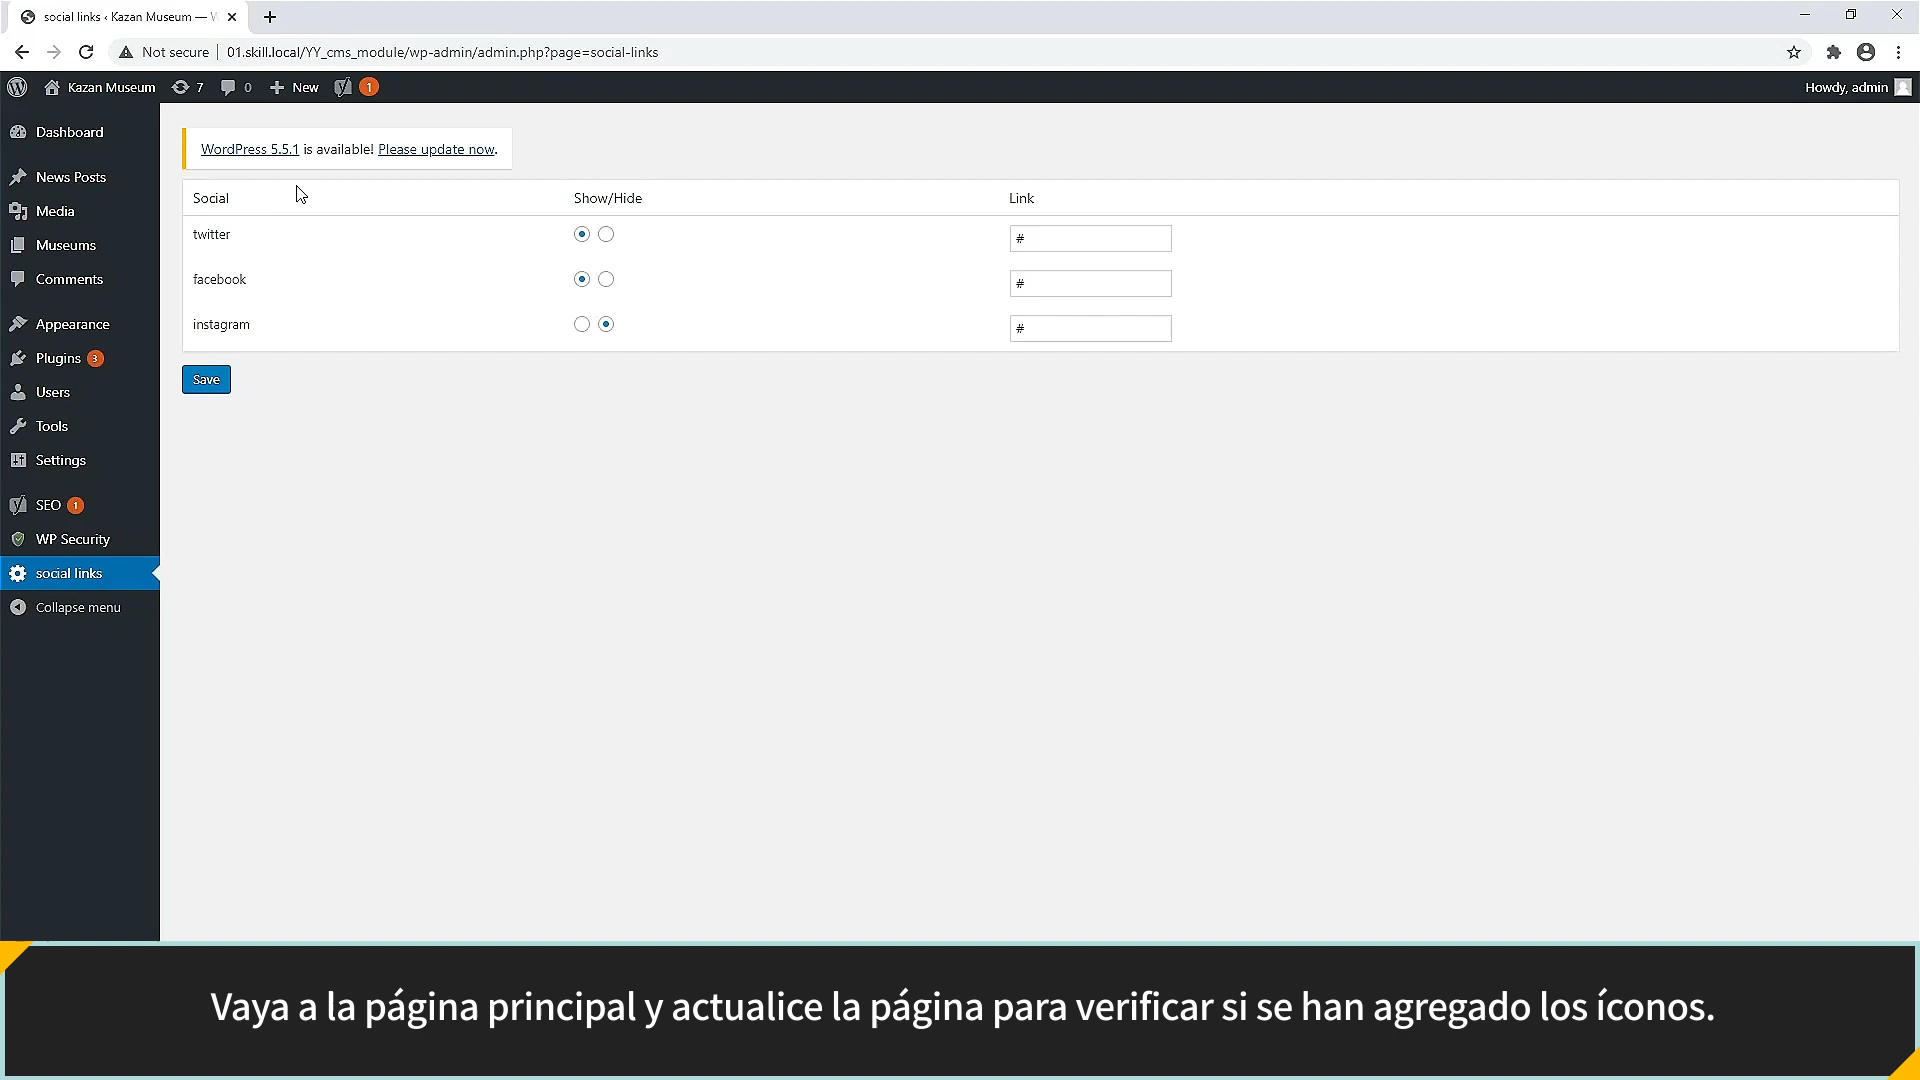 social links ‹ Kazan Museum —
Not secure 01.skill.local/YY_cms_module/wp-admin/admin.php?page=social-links
Kazan Museum 7 0 New 1 Howdy, admin
Dashboard
News Posts
Media
Museums
Comments
Appearance
Plugins 3
Users
Tools
Settings
SEO 1
WP Security
social links
Collapse menu
WordPress 5.5.1 is available! Please update now.
Social Show/Hide Link
twitter #
facebook #
instagram #
Save
Vaya a la página principal y actualice la página para verificar si se han agregado los íconos.